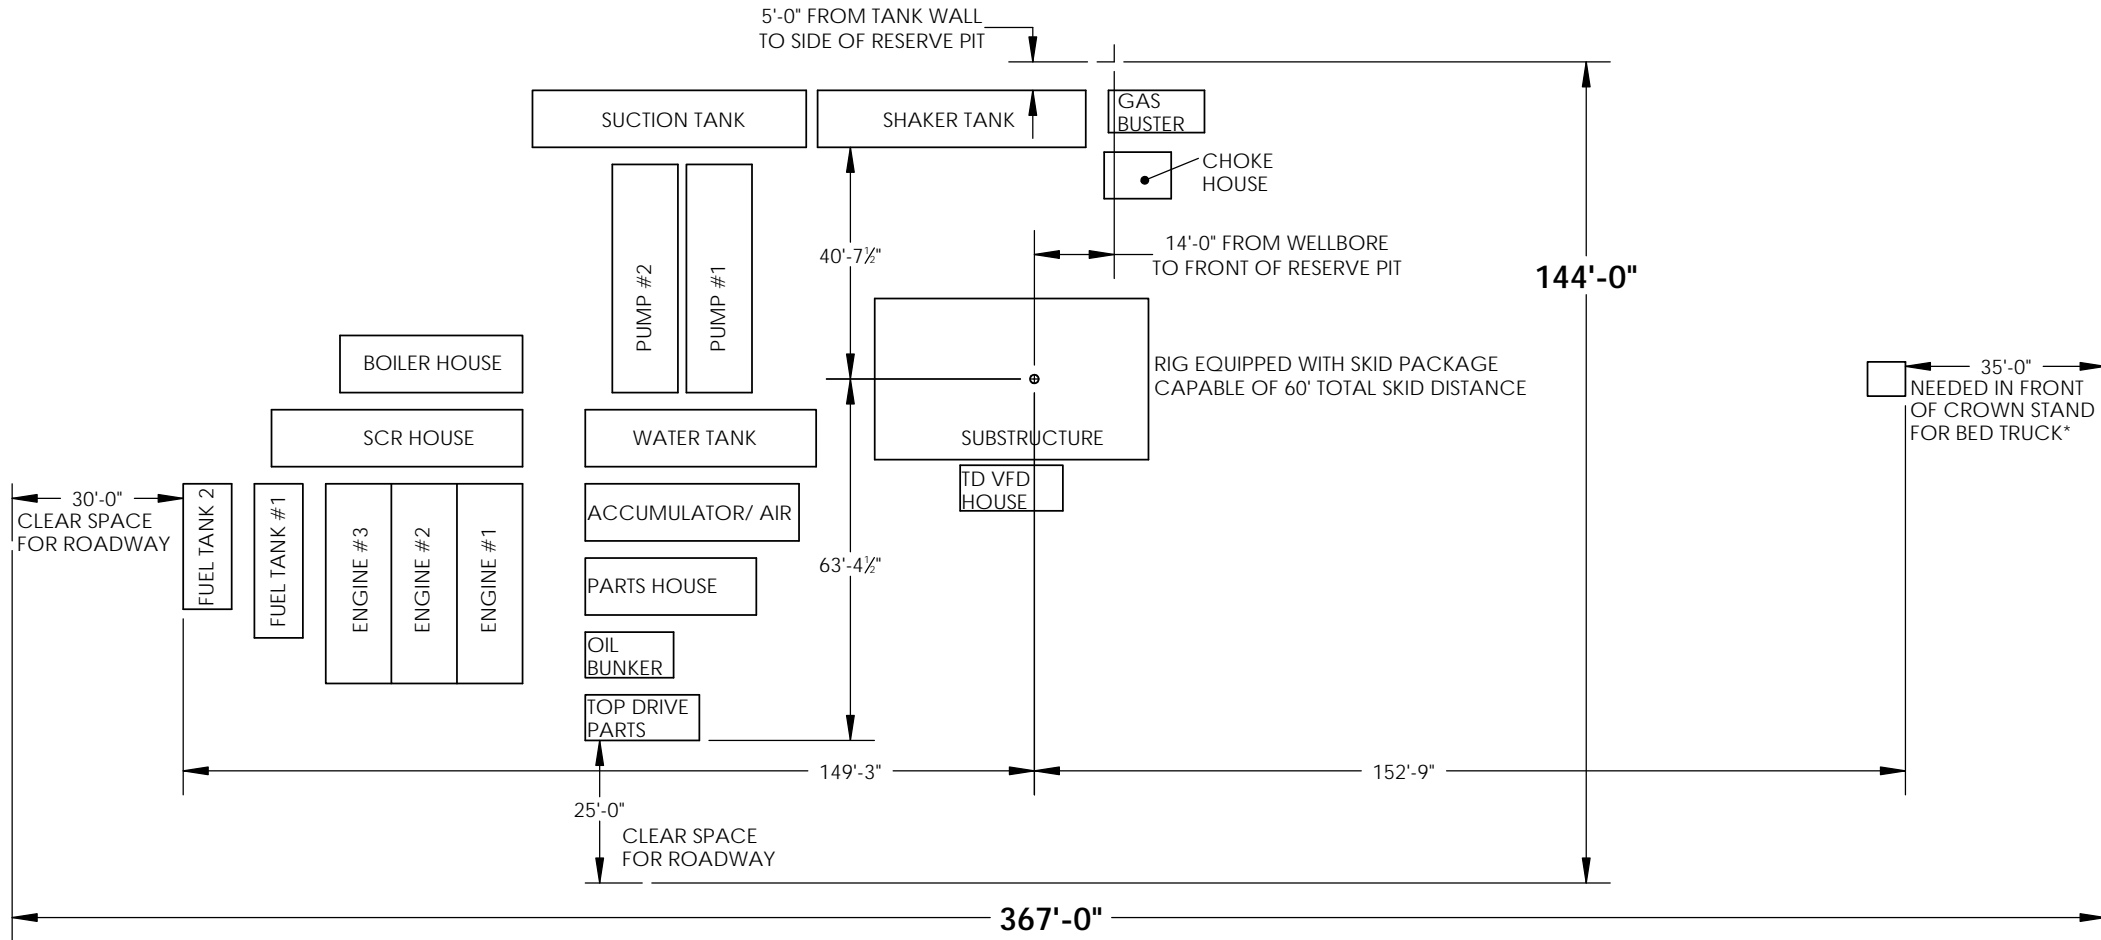 5'-0" FROM TANK WALL
TO SIDE OF RESERVE PIT
SUCTION TANK
SHAKER TANK
GAS
BUSTER
CHOKE
HOUSE
PUMP #2
PUMP #1
40'-7½"
14'-0" FROM WELLBORE
TO FRONT OF RESERVE PIT
144'-0"
BOILER HOUSE
RIG EQUIPPED WITH SKID PACKAGE
CAPABLE OF 60' TOTAL SKID DISTANCE
35'-0"
NEEDED IN FRONT
OF CROWN STAND
FOR BED TRUCK*
SCR HOUSE
WATER TANK
SUBSTRUCTURE
TD VFD
HOUSE
30'-0"
CLEAR SPACE
FOR ROADWAY
FUEL TANK 2
FUEL TANK #1
ENGINE #3
ENGINE #2
ENGINE #1
ACCUMULATOR/ AIR
63'-4½"
PARTS HOUSE
OIL
BUNKER
TOP DRIVE
PARTS
149'-3"
152'-9"
25'-0"
CLEAR SPACE
FOR ROADWAY
367'-0"